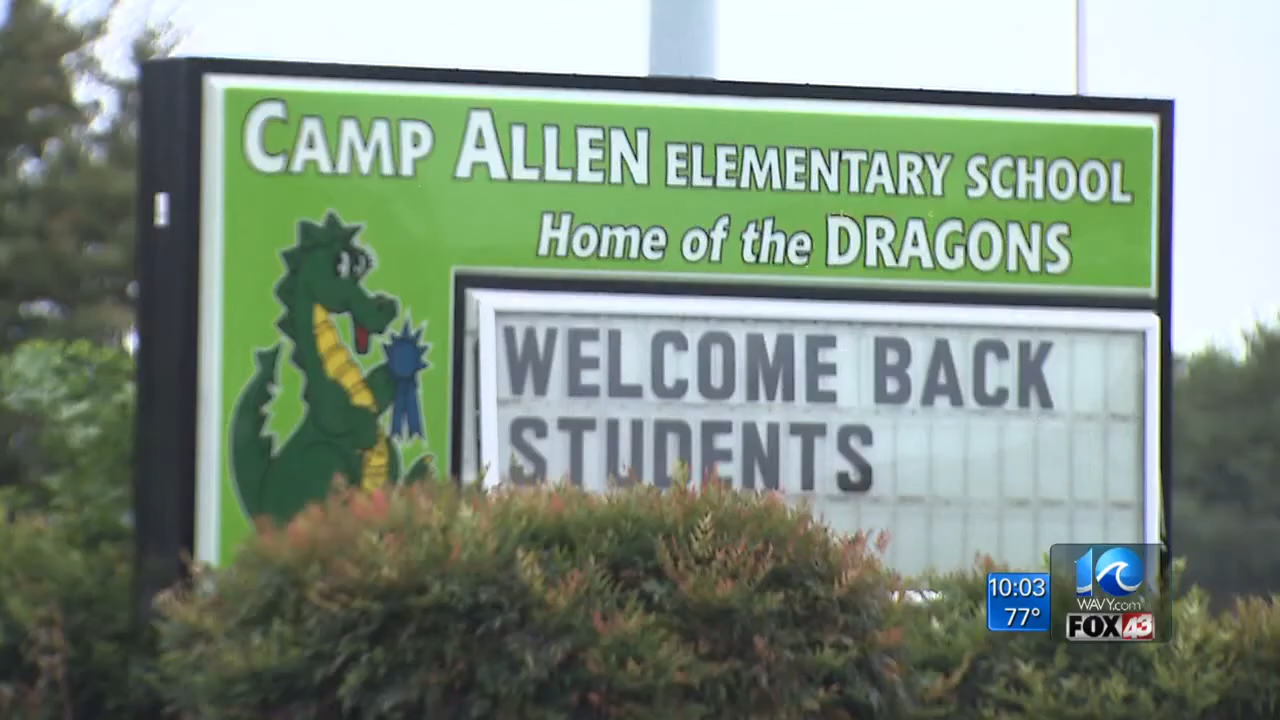 CAMP ALLEN ELEMENTARY SCHOOL
Home of the DRAGONS
WELCOME BACK
STUDENTS
10:03
77°
10
WAVY.com
FOX 43